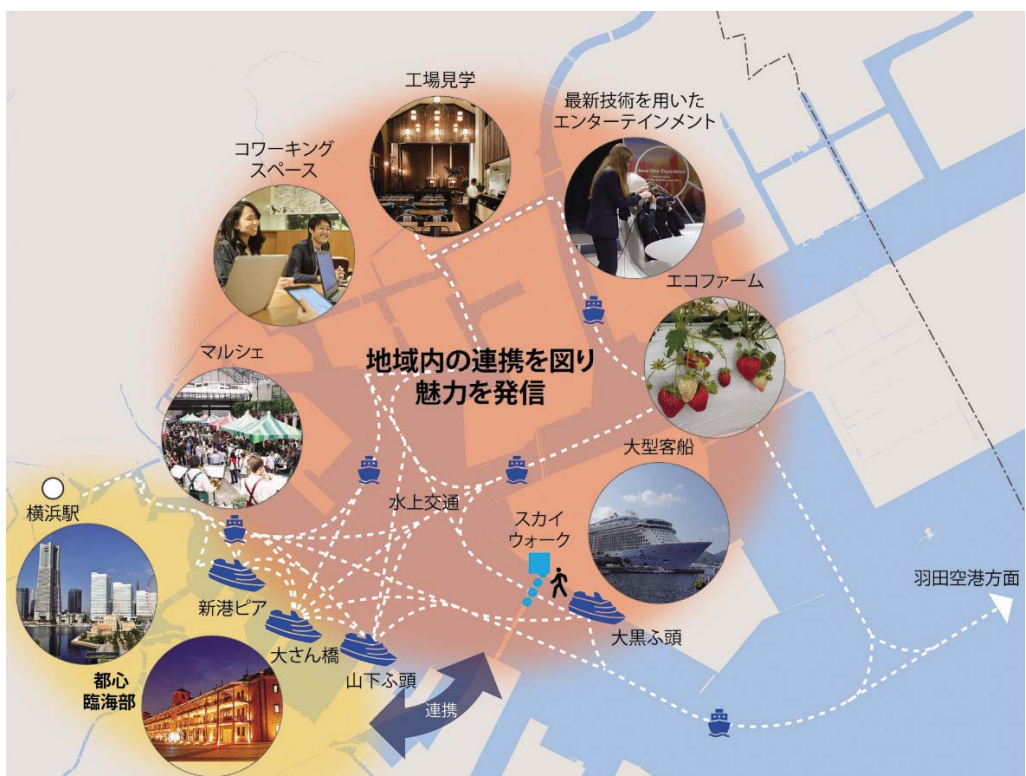 工場見学
最新技術を用いた
エンターテインメント
コワーキング
スペース
エコファーム
マルシェ
地域内の連携を図り
魅力を発信
大型客船
横浜駅
水上交通
スカイ
ウォーク
羽田空港方面
新港ピア
大さん橋
山下ふ頭
大黒ふ頭
都心
臨海部
連携